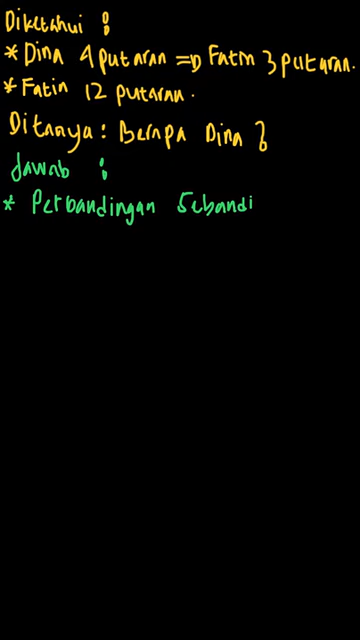 Diketahui :
* Dina 4 putaran => Fatin 3 putaran.
* Fatin 12 putaran.
Ditanya : Berapa Dina ?
Jawab :
* Perbandingan Sebandi